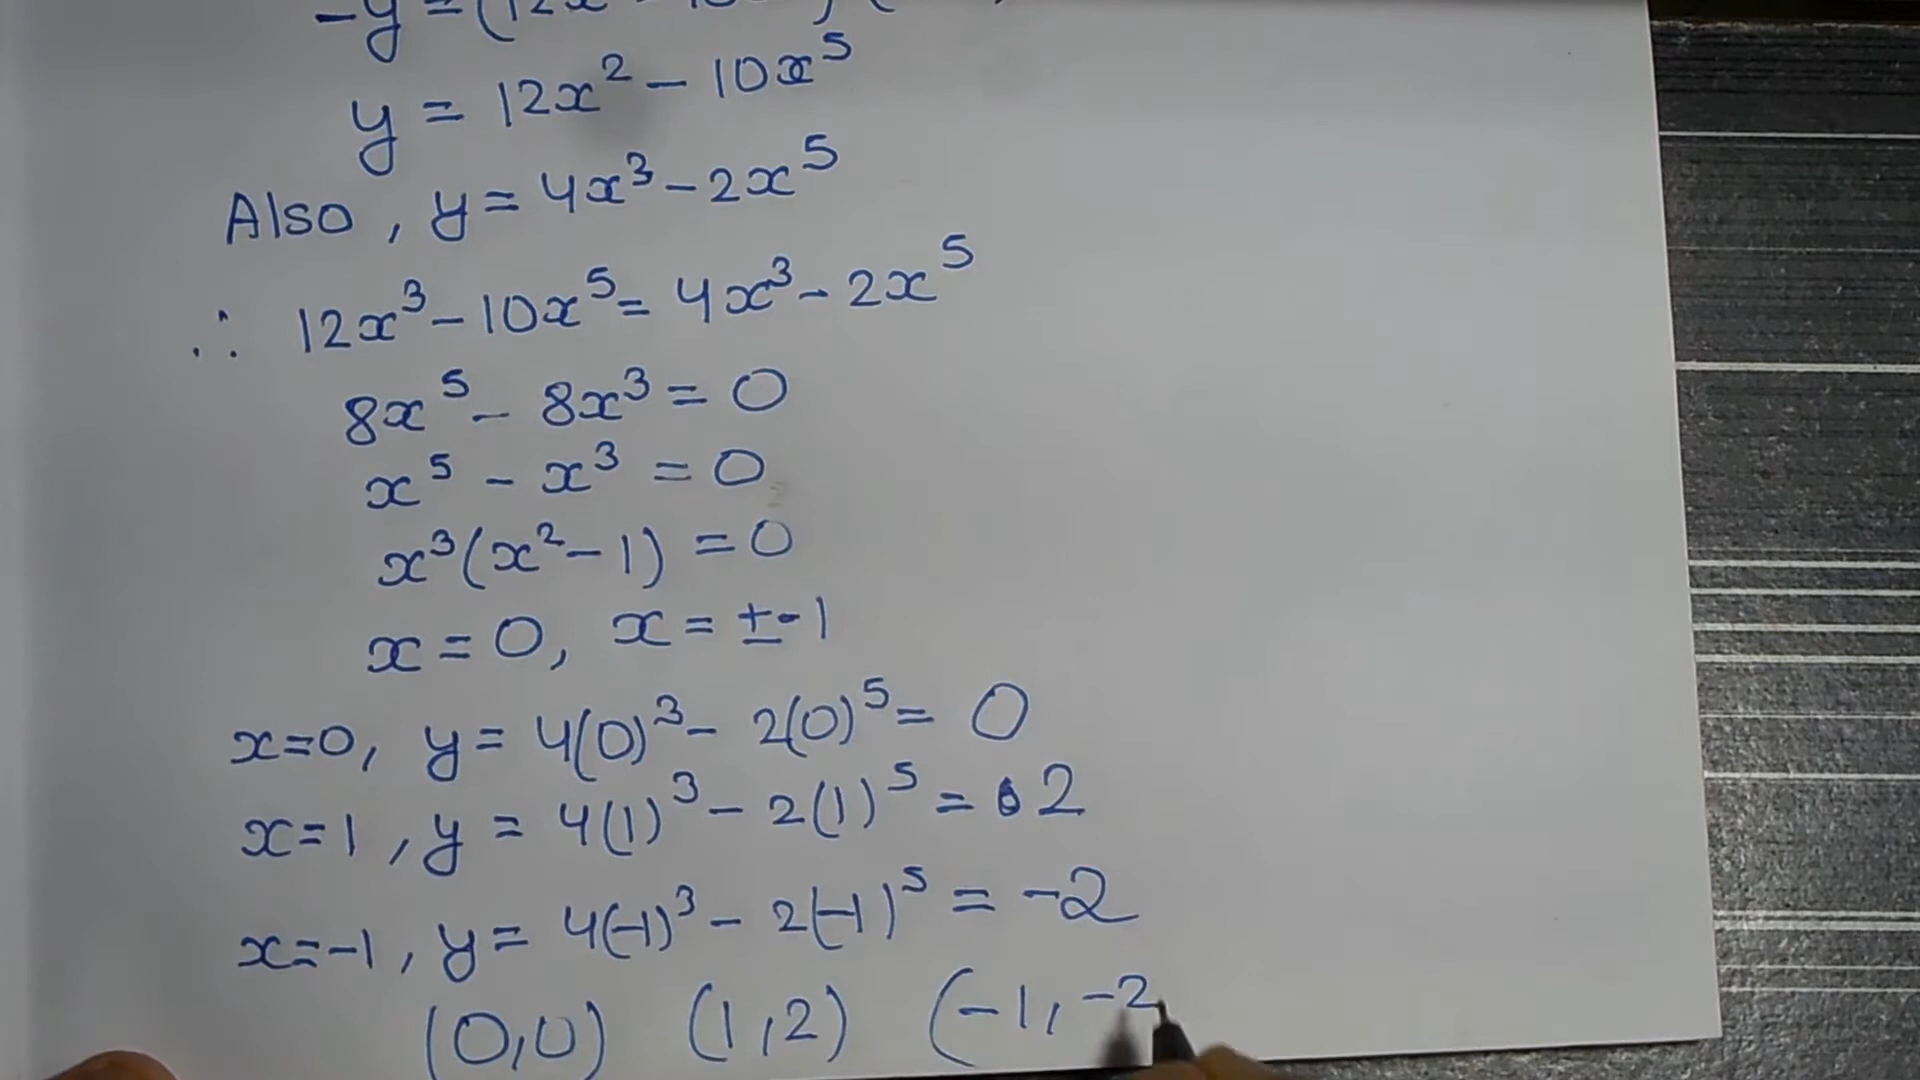 -y = (12x
y = 12x² - 10x⁵
Also, y = 4x³ - 2x⁵
∴ 12x³ - 10x⁵ = 4x³ - 2x⁵
8x⁵ - 8x³ = 0
x⁵ - x³ = 0
x³(x² - 1) = 0
x = 0, x = ±-1
x=0, y = 4(0)³ - 2(0)⁵ = 0
x=1, y = 4(1)³ - 2(1)⁵ = 2
x=-1, y = 4(-1)³ - 2(-1)⁵ = -2
(0,0) (1,2) (-1,-2